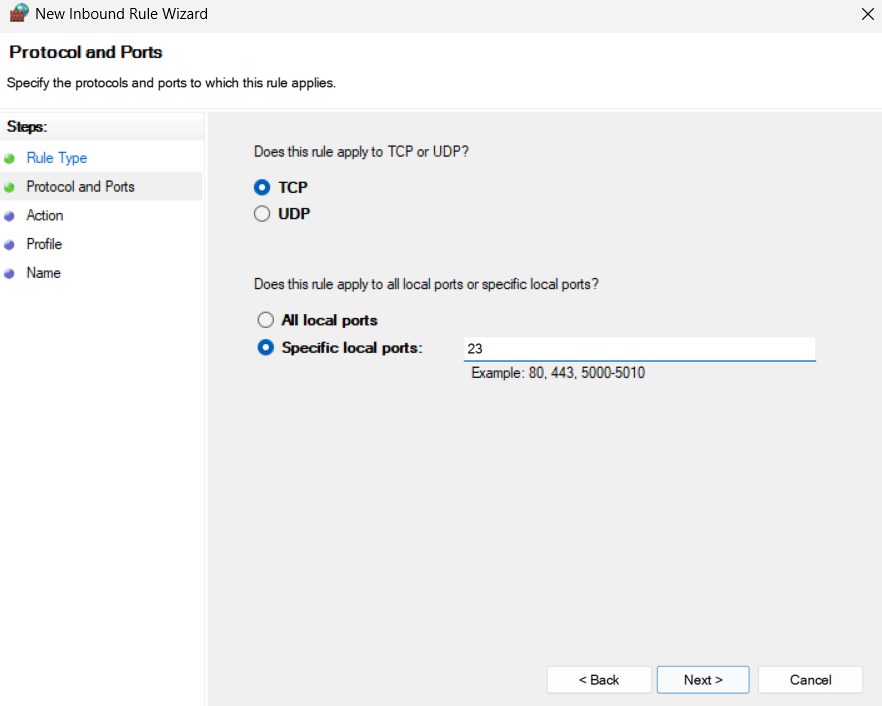 New Inbound Rule Wizard
Protocol and Ports
Specify the protocols and ports to which this rule applies.
Steps:
Rule Type
Protocol and Ports
Action
Profile
Name
Does this rule apply to TCP or UDP?
TCP
UDP
Does this rule apply to all local ports or specific local ports?
All local ports
Specific local ports: 23
Example: 80, 443, 5000-5010
< Back Next > Cancel